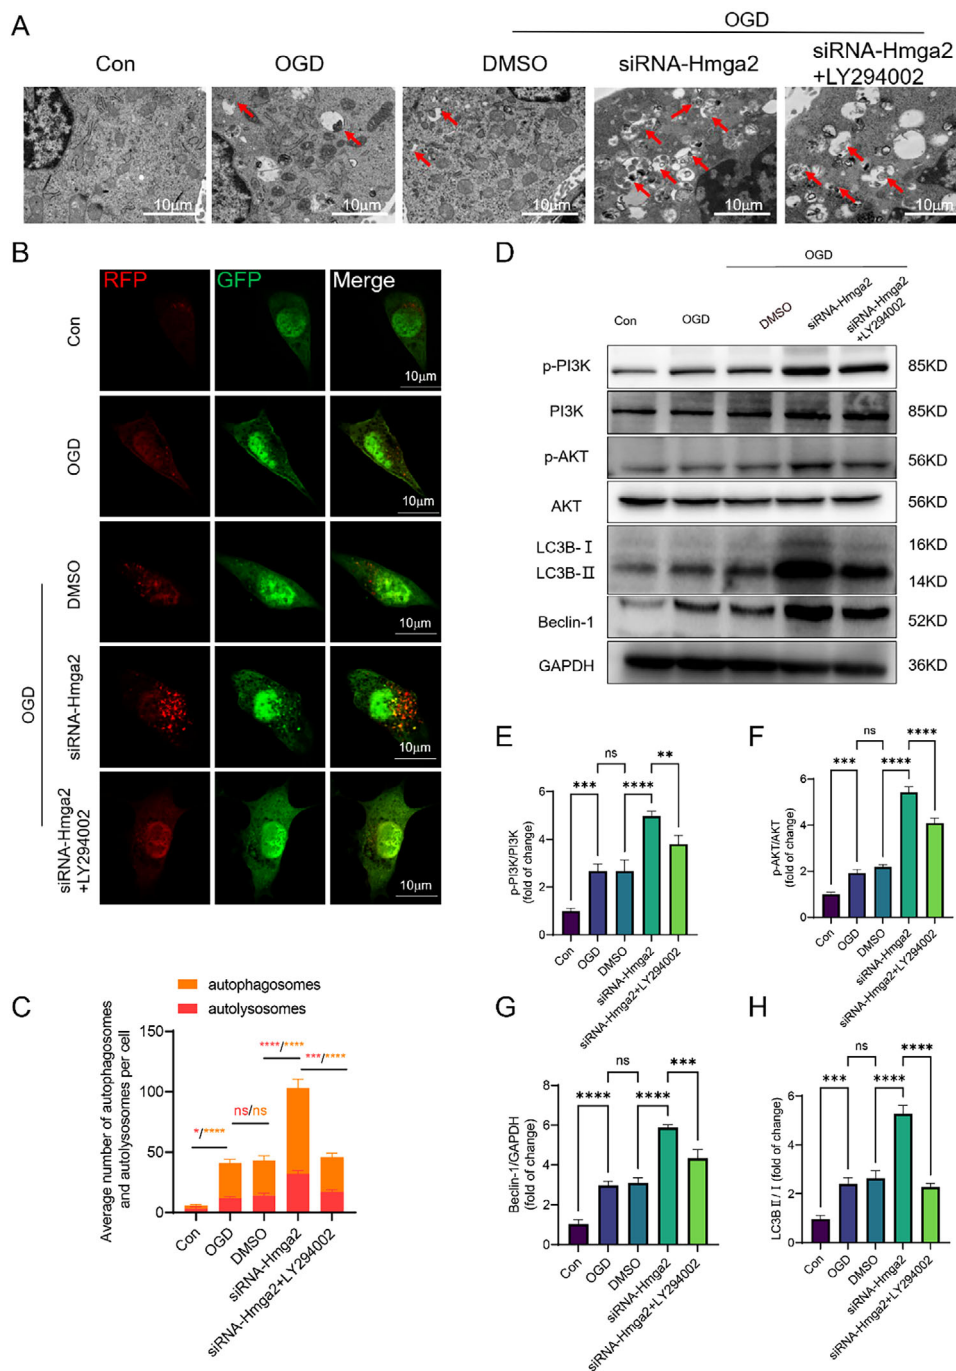 A
OGD
Con
OGD
DMSO
siRNA-Hmga2
siRNA-Hmga2
+LY294002
10μm
10μm
10μm
10μm
10μm
B
RFP
GFP
Merge
Con
10μm
OGD
10μm
DMSO
10μm
OGD
siRNA-Hmga2
10μm
siRNA-Hmga2
+LY294002
10μm
C
autophagosomes
autolysosomes
Average number of autophagosomes
and autolysosomes per cell
150
100
50
0
*/****
ns/ns
****/****
***/****
Con
OGD
DMSO
siRNA-Hmga2
siRNA-Hmga2+LY294002
D
OGD
Con
OGD
DMSO
siRNA-Hmga2
siRNA-Hmga2
+LY294002
p-PI3K
85KD
PI3K
85KD
p-AKT
56KD
AKT
56KD
LC3B-Ⅰ
16KD
LC3B-Ⅱ
14KD
Beclin-1
52KD
GAPDH
36KD
E
p-PI3K/PI3K
(fold of change)
6
4
2
0
***
ns
****
**
Con
OGD
DMSO
siRNA-Hmga2
siRNA-Hmga2+LY294002
F
p-AKT/AKT
(fold of change)
6
4
2
0
***
ns
****
****
Con
OGD
DMSO
siRNA-Hmga2
siRNA-Hmga2+LY294002
G
Beclin-1/GAPDH
(fold of change)
8
6
4
2
0
****
ns
****
***
Con
OGD
DMSO
siRNA-Hmga2
siRNA-Hmga2+LY294002
H
LC3B Ⅱ / Ⅰ (fold of change)
6
4
2
0
***
ns
****
****
Con
OGD
DMSO
siRNA-Hmga2
siRNA-Hmga2+LY294002